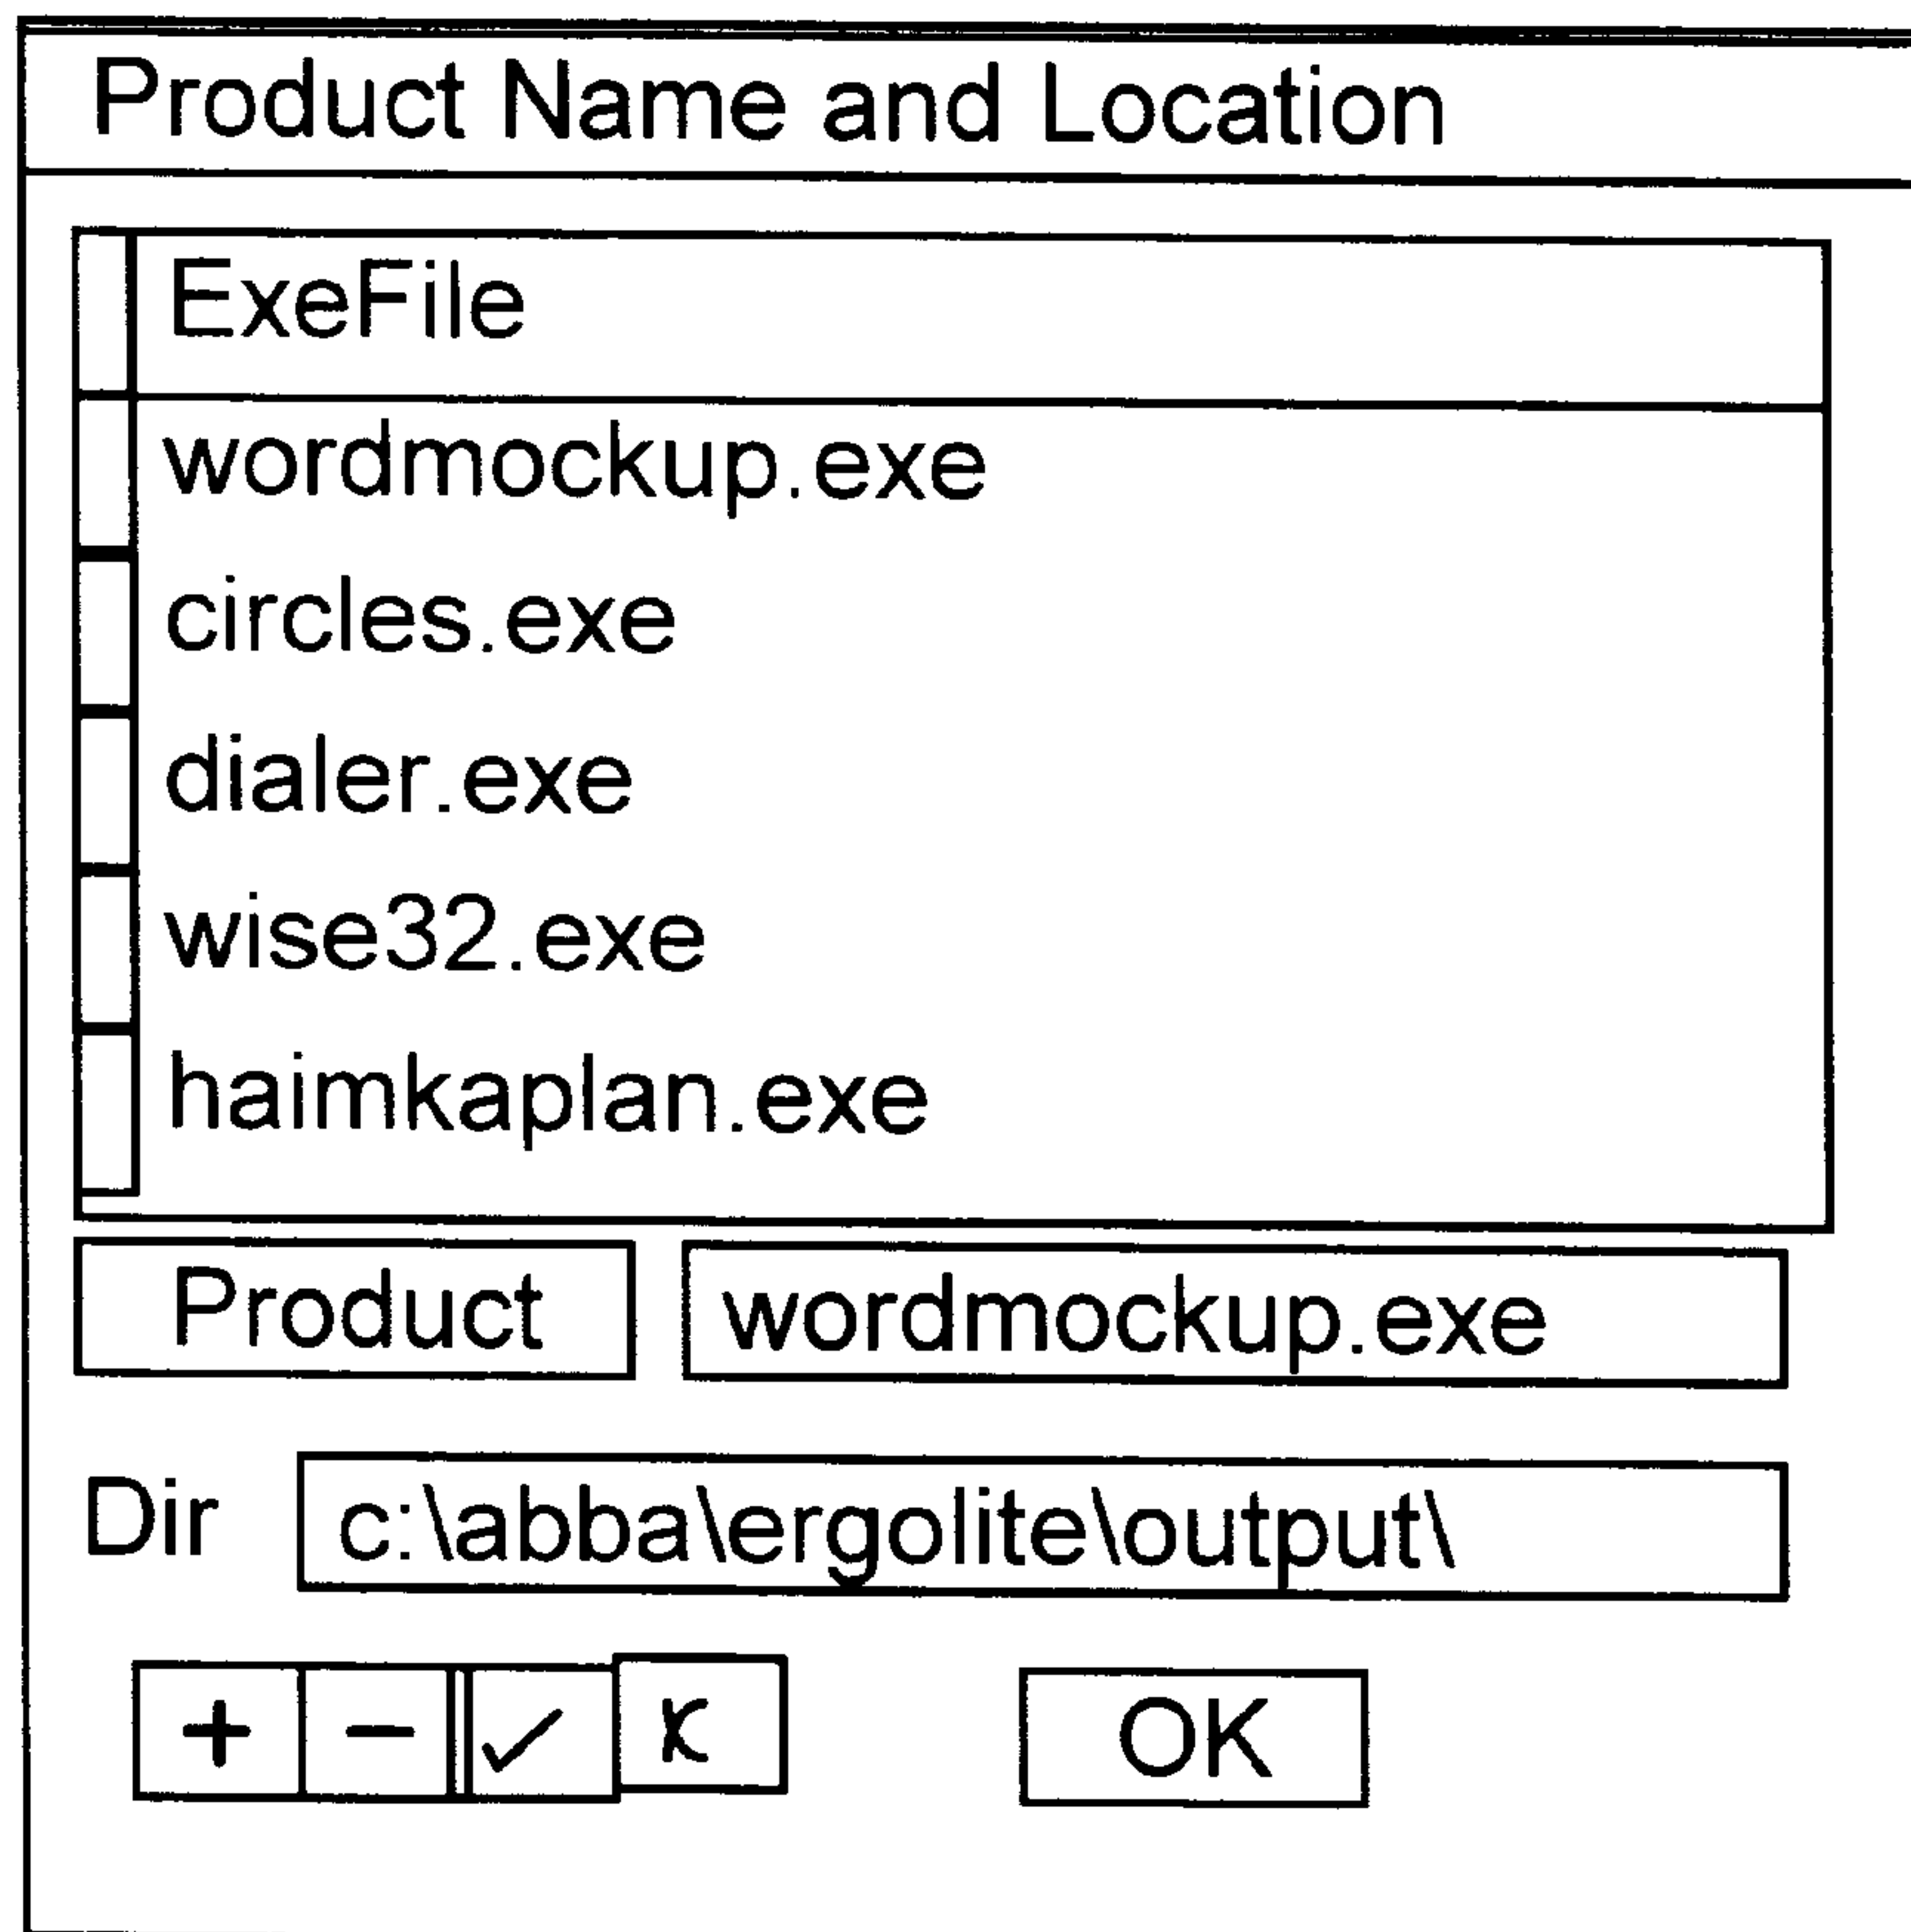 Product Name and Location
ExeFile
wordmockup.exe
circles.exe
dialer.exe
wise32.exe
haimkaplan.exe
Product wordmockup.exe
Dir c:\abba\ergolite\output\
+ - ✓ K OK